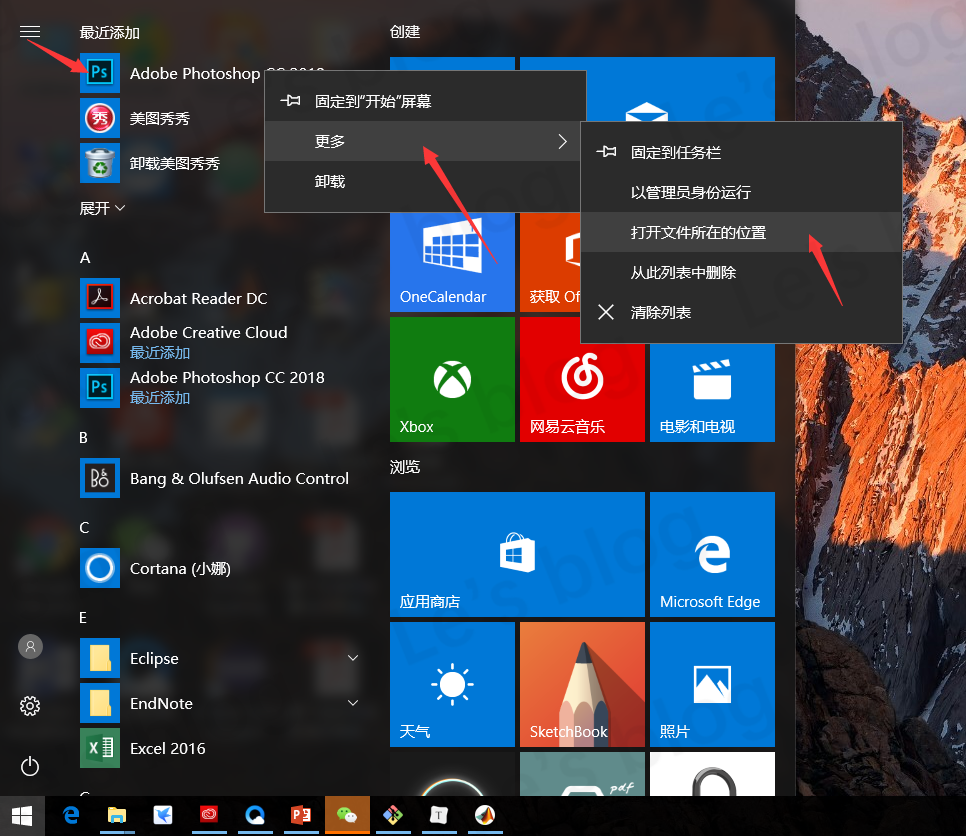 最近添加
Adobe Photoshop CC 2018
美图秀秀
卸载美图秀秀
展开
A
Acrobat Reader DC
Adobe Creative Cloud
最近添加
Adobe Photoshop CC 2018
最近添加
B
Bang & Olufsen Audio Control
C
Cortana (小娜)
E
Eclipse
EndNote
Excel 2016
固定到"开始"屏幕
更多
卸载
固定到任务栏
以管理员身份运行
打开文件所在的位置
从此列表中删除
清除列表
创建
OneCalendar
获取 Of
Xbox
网易云音乐
电影和电视
浏览
应用商店
Microsoft Edge
天气
SketchBook
照片
pdf
Le's blog